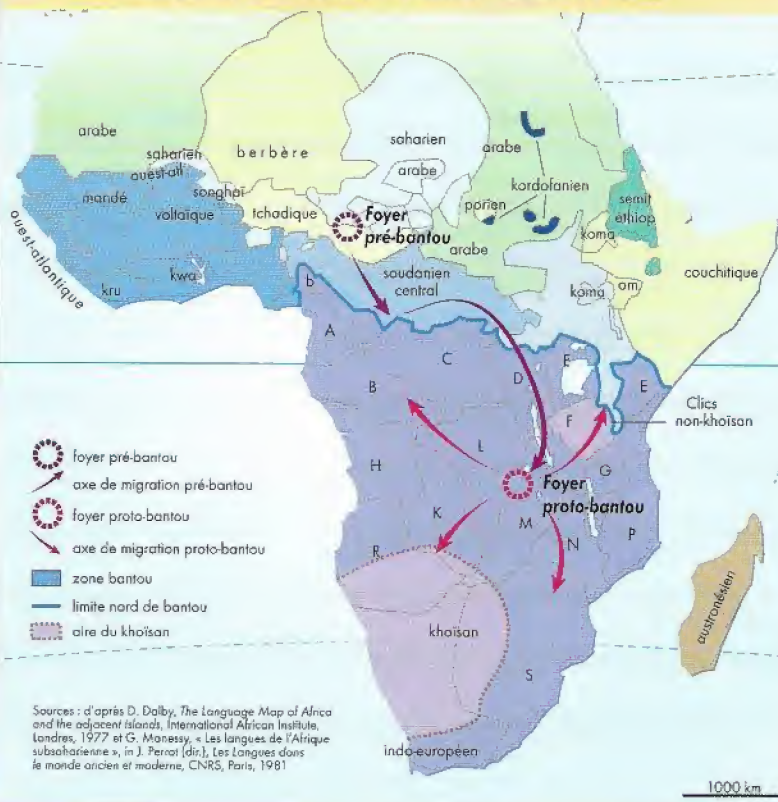 arabe
saharien
ouest-atl
berbère
saharien
arabe
arabe
kordofanien
semit
éthiop
mandé
voltaïque
songhaï
tchadique
Foyer
pré-bantou
arabe
koma
ouest-atlantique
kru
kwa
soudanien
central
koma
om
couchitique
b
A
C
B
D
E
E
F
Clics
non-khoïsan
L
H
G
Foyer
proto-bantou
K
M
N
P
R
khoïsan
S
austronésien
indo-européen
foyer pré-bantou
axe de migration pré-bantou
foyer proto-bantou
axe de migration proto-bantou
zone bantou
limite nord de bantou
aire du khoïsan
Sources : d'après D. Dalby, The Language Map of Africa
and the adjacent Islands, International African Institute,
Londres, 1977 et G. Manessy, « Les langues de l'Afrique
subsaharienne », in J. Perrot (dir.), Les Langues dans
le monde ancien et moderne, CNRS, Paris, 1981
1000 km